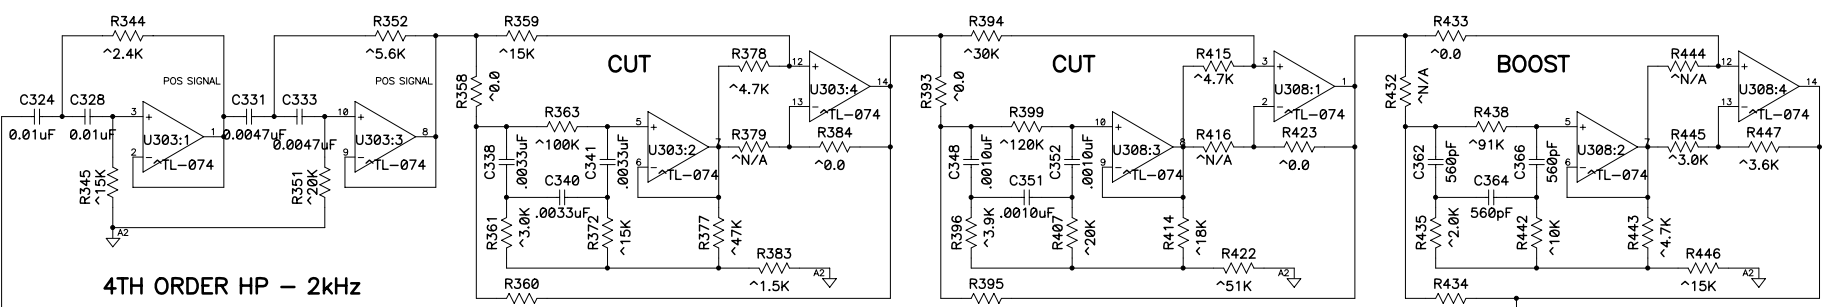 R344
^2.4K
POS SIGNAL
C324
0.01uF
C328
0.01uF
3
2
1
U303:1
^TL-074
R345
^15K
A2
4TH ORDER HP – 2kHz
R352
^5.6K
POS SIGNAL
C331
0.0047uF
C333
0.0047uF
10
9
8
U303:3
^TL-074
R351
^20K
R359
^15K
CUT
R358
^0.0
R363
^100K
C338
.0033uF
C341
.0033uF
C340
.0033uF
5
6
7
U303:2
^TL-074
R361
^3.0K
R372
^15K
R377
^47K
R383
^1.5K
A2
R360
R378
^4.7K
R379
^N/A
12
13
14
U303:4
^TL-074
R384
^0.0
R394
^30K
CUT
R393
^0.0
R399
^120K
C348
.0010uF
C352
.0010uF
C351
.0010uF
10
9
8
U308:3
^TL-074
R396
^3.9K
R407
^20K
R414
^18K
R422
^51K
A2
R395
R415
^4.7K
R416
^N/A
3
2
1
U308:1
^TL-074
R423
^0.0
R433
^0.0
BOOST
R432
^N/A
R438
^91K
C362
560pF
C366
560pF
C364
560pF
5
6
7
U308:2
^TL-074
R435
^2.0K
R442
^10K
R443
^4.7K
R446
^15K
A2
R434
R444
^N/A
R445
^3.0K
12
13
14
U308:4
^TL-074
R447
^3.6K